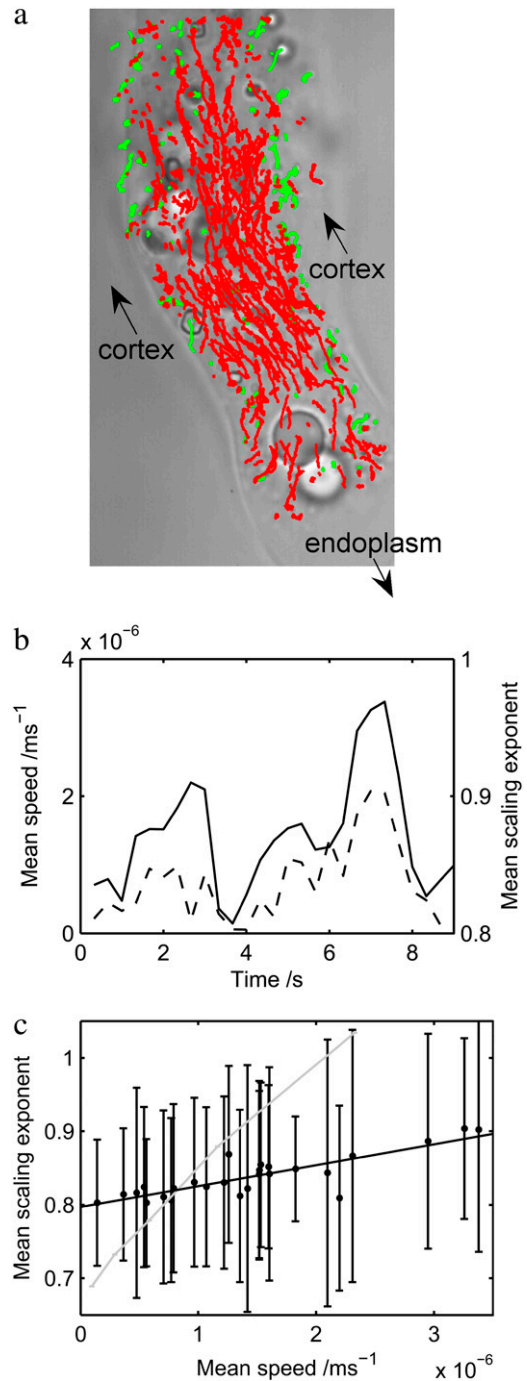 a
cortex
cortex
endoplasm
b
x 10⁻⁶
4
2
0
Mean speed /ms⁻¹
1
0.9
0.8
Mean scaling exponent
0 2 4 6 8
Time /s
c
1
0.9
0.8
0.7
Mean scaling exponent
0 1 2 3
Mean speed /ms⁻¹
x 10⁻⁶